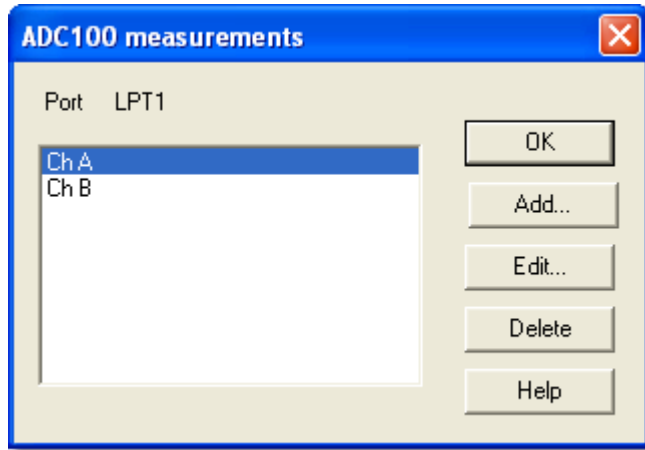 ADC100 measurements
Port LPT1
Ch A
Ch B
OK
Add...
Edit...
Delete
Help